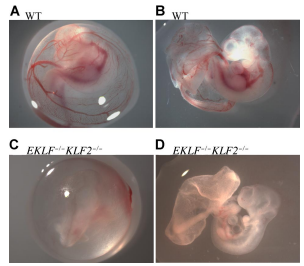 A WT
B WT
C EKLF-/-KLF2-/-
D EKLF-/-KLF2-/-